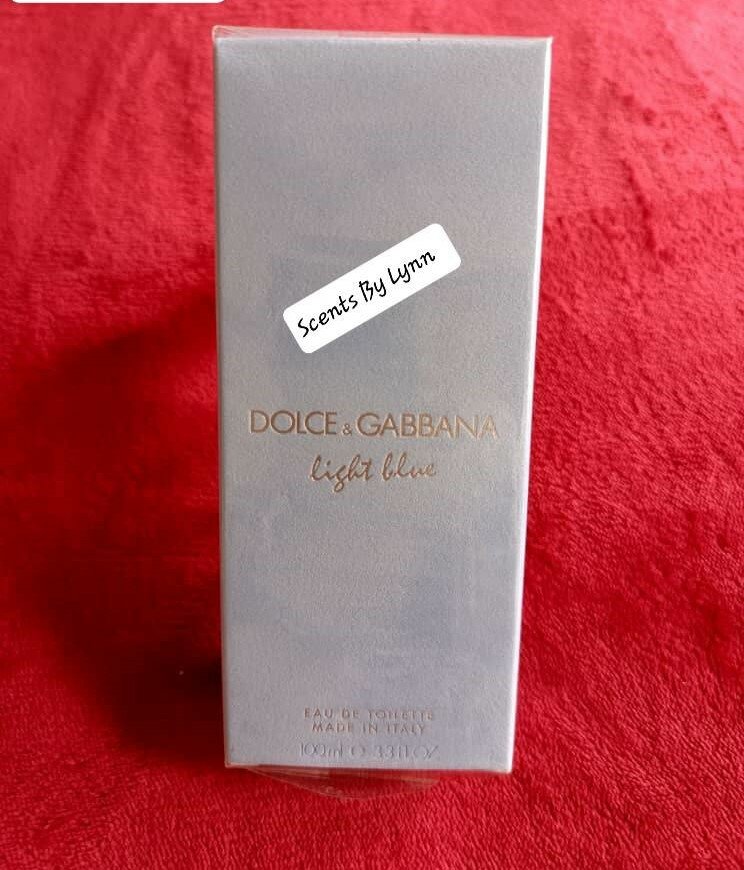 Scents By Lynn
DOLCE & GABBANA
light blue
EAU DE TOILETTE
MADE IN ITALY
100ml ℮ 3.3 FL.OZ